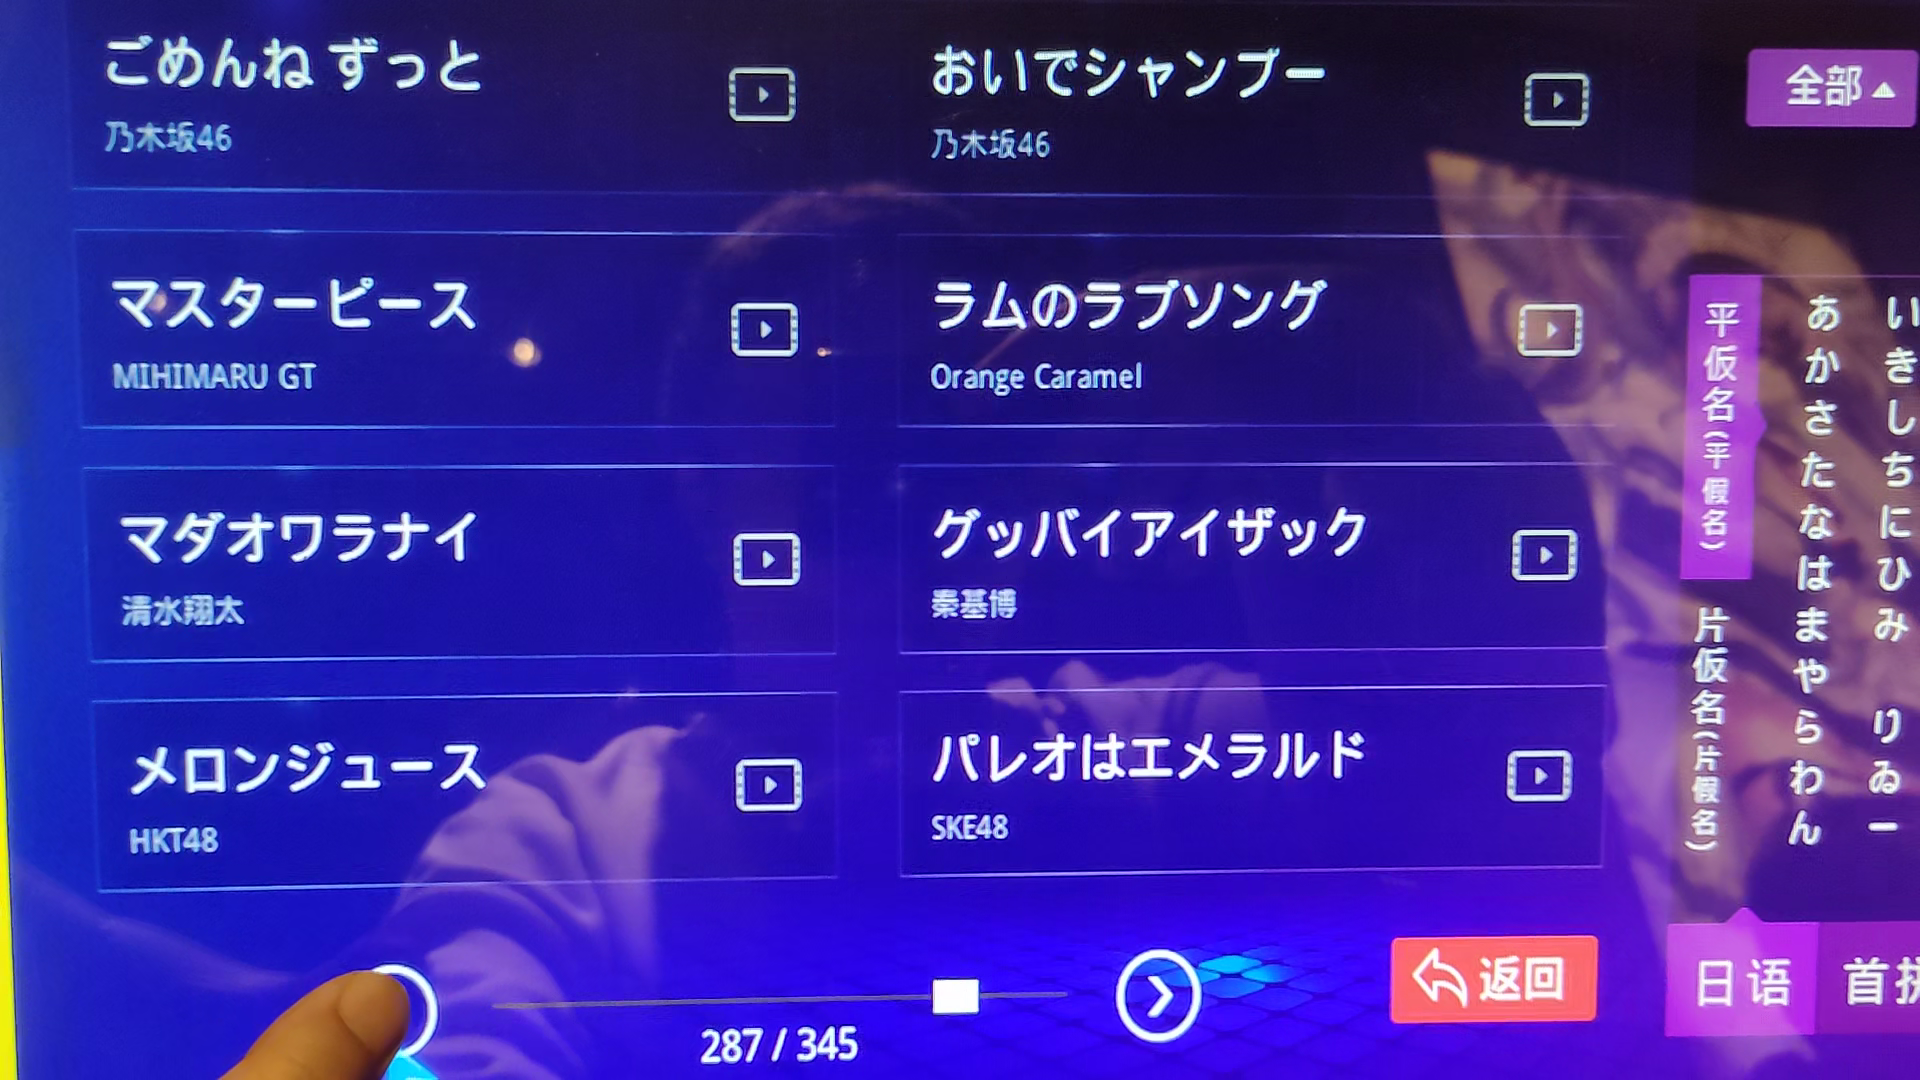 ごめんね ずっと
乃木坂46
おいでシャンプー
乃木坂46
マスターピース
MIHIMARU GT
ラムのラブソング
Orange Caramel
マダオワラナイ
清水翔太
グッバイアイザック
秦基博
メロンジュース
HKT48
パレオはエメラルド
SKE48
287 / 345
返回
全部
平仮名(平假名)
片仮名(片假名)
あかさたなはまやらわん
いきしちにひみ りゐー
日语
首拼